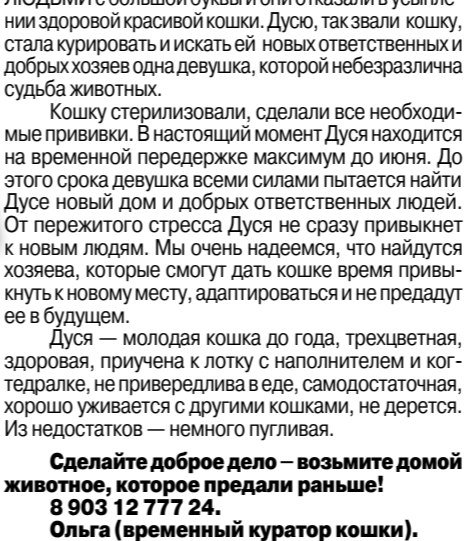 ЛЮДЬМИ с большой буквы и они отказали в усыпле-
нии здоровой красивой кошки. Дусю, так звали кошку,
стала курировать и искать ей новых ответственных и
добрых хозяев одна девушка, которой небезразлична
судьба животных.
Кошку стерилизовали, сделали все необходи-
мые прививки. В настоящий момент Дуся находится
на временной передержке максимум до июня. До
этого срока девушка всеми силами пытается найти
Дусе новый дом и добрых ответственных людей.
От пережитого стресса Дуся не сразу привыкнет
к новым людям. Мы очень надеемся, что найдутся
хозяева, которые смогут дать кошке время привы-
кнуть к новому месту, адаптироваться и не предадут
ее в будущем.
Дуся — молодая кошка до года, трехцветная,
здоровая, приучена к лотку с наполнителем и ког-
тедралке, не привередлива в еде, самодостаточная,
хорошо уживается с другими кошками, не дерется.
Из недостатков — немного пугливая.
Сделайте доброе дело – возьмите домой
животное, которое предали раньше!
8 903 12 777 24.
Ольга (временный куратор кошки).